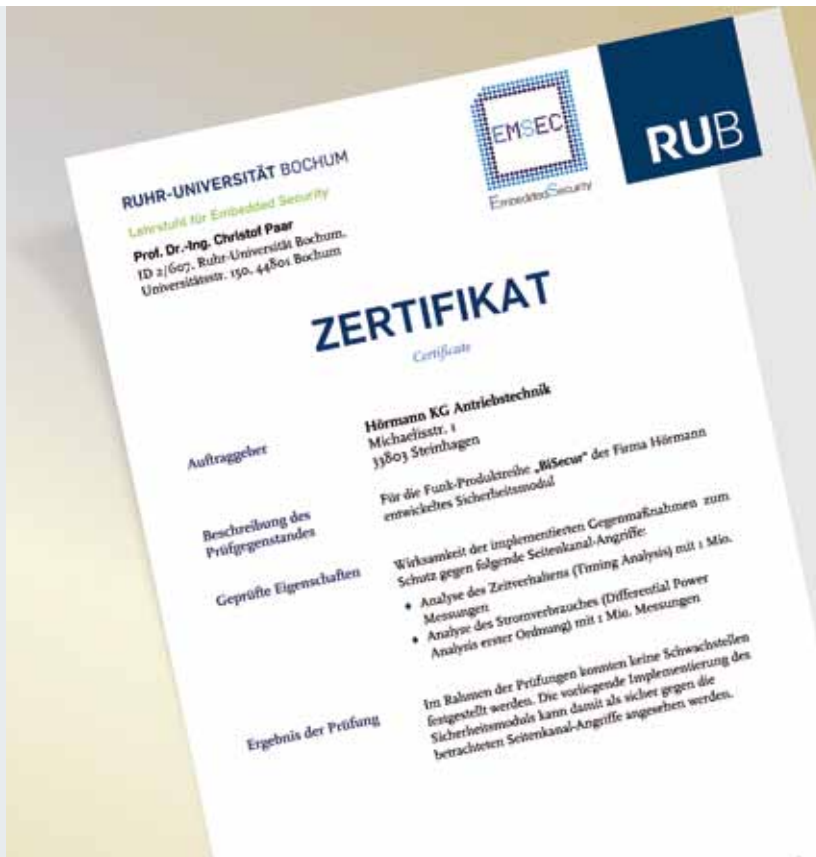 EMSEC
EmbeddedSecurity
RUB
RUHR-UNIVERSITÄT BOCHUM
Lehrstuhl für Embedded Security
Prof. Dr.-Ing. Christof Paar
ID 2/607, Ruhr-Universität Bochum,
Universitätsstr. 150, 44801 Bochum
ZERTIFIKAT
Certificate
Auftraggeber
Hörmann KG Antriebstechnik
Michaelisstr. 1
33803 Steinhagen
Beschreibung des
Prüfgegenstandes
Für die Funk-Produktreihe „BiSecur“ der Firma Hörmann
entwickeltes Sicherheitsmodul
Geprüfte Eigenschaften
Wirksamkeit der implementierten Gegenmaßnahmen zum
Schutz gegen folgende Seitenkanal-Angriffe:
• Analyse des Zeitverhaltens (Timing Analysis) mit 1 Mio.
Messungen
• Analyse des Stromverbrauches (Differential Power
Analysis erster Ordnung) mit 1 Mio. Messungen
Ergebnis der Prüfung
Im Rahmen der Prüfungen konnten keine Schwachstellen
festgestellt werden. Die vorliegende Implementierung des
Sicherheitsmoduls kann damit als sicher gegen die
betrachteten Seitenkanal-Angriffe angesehen werden.